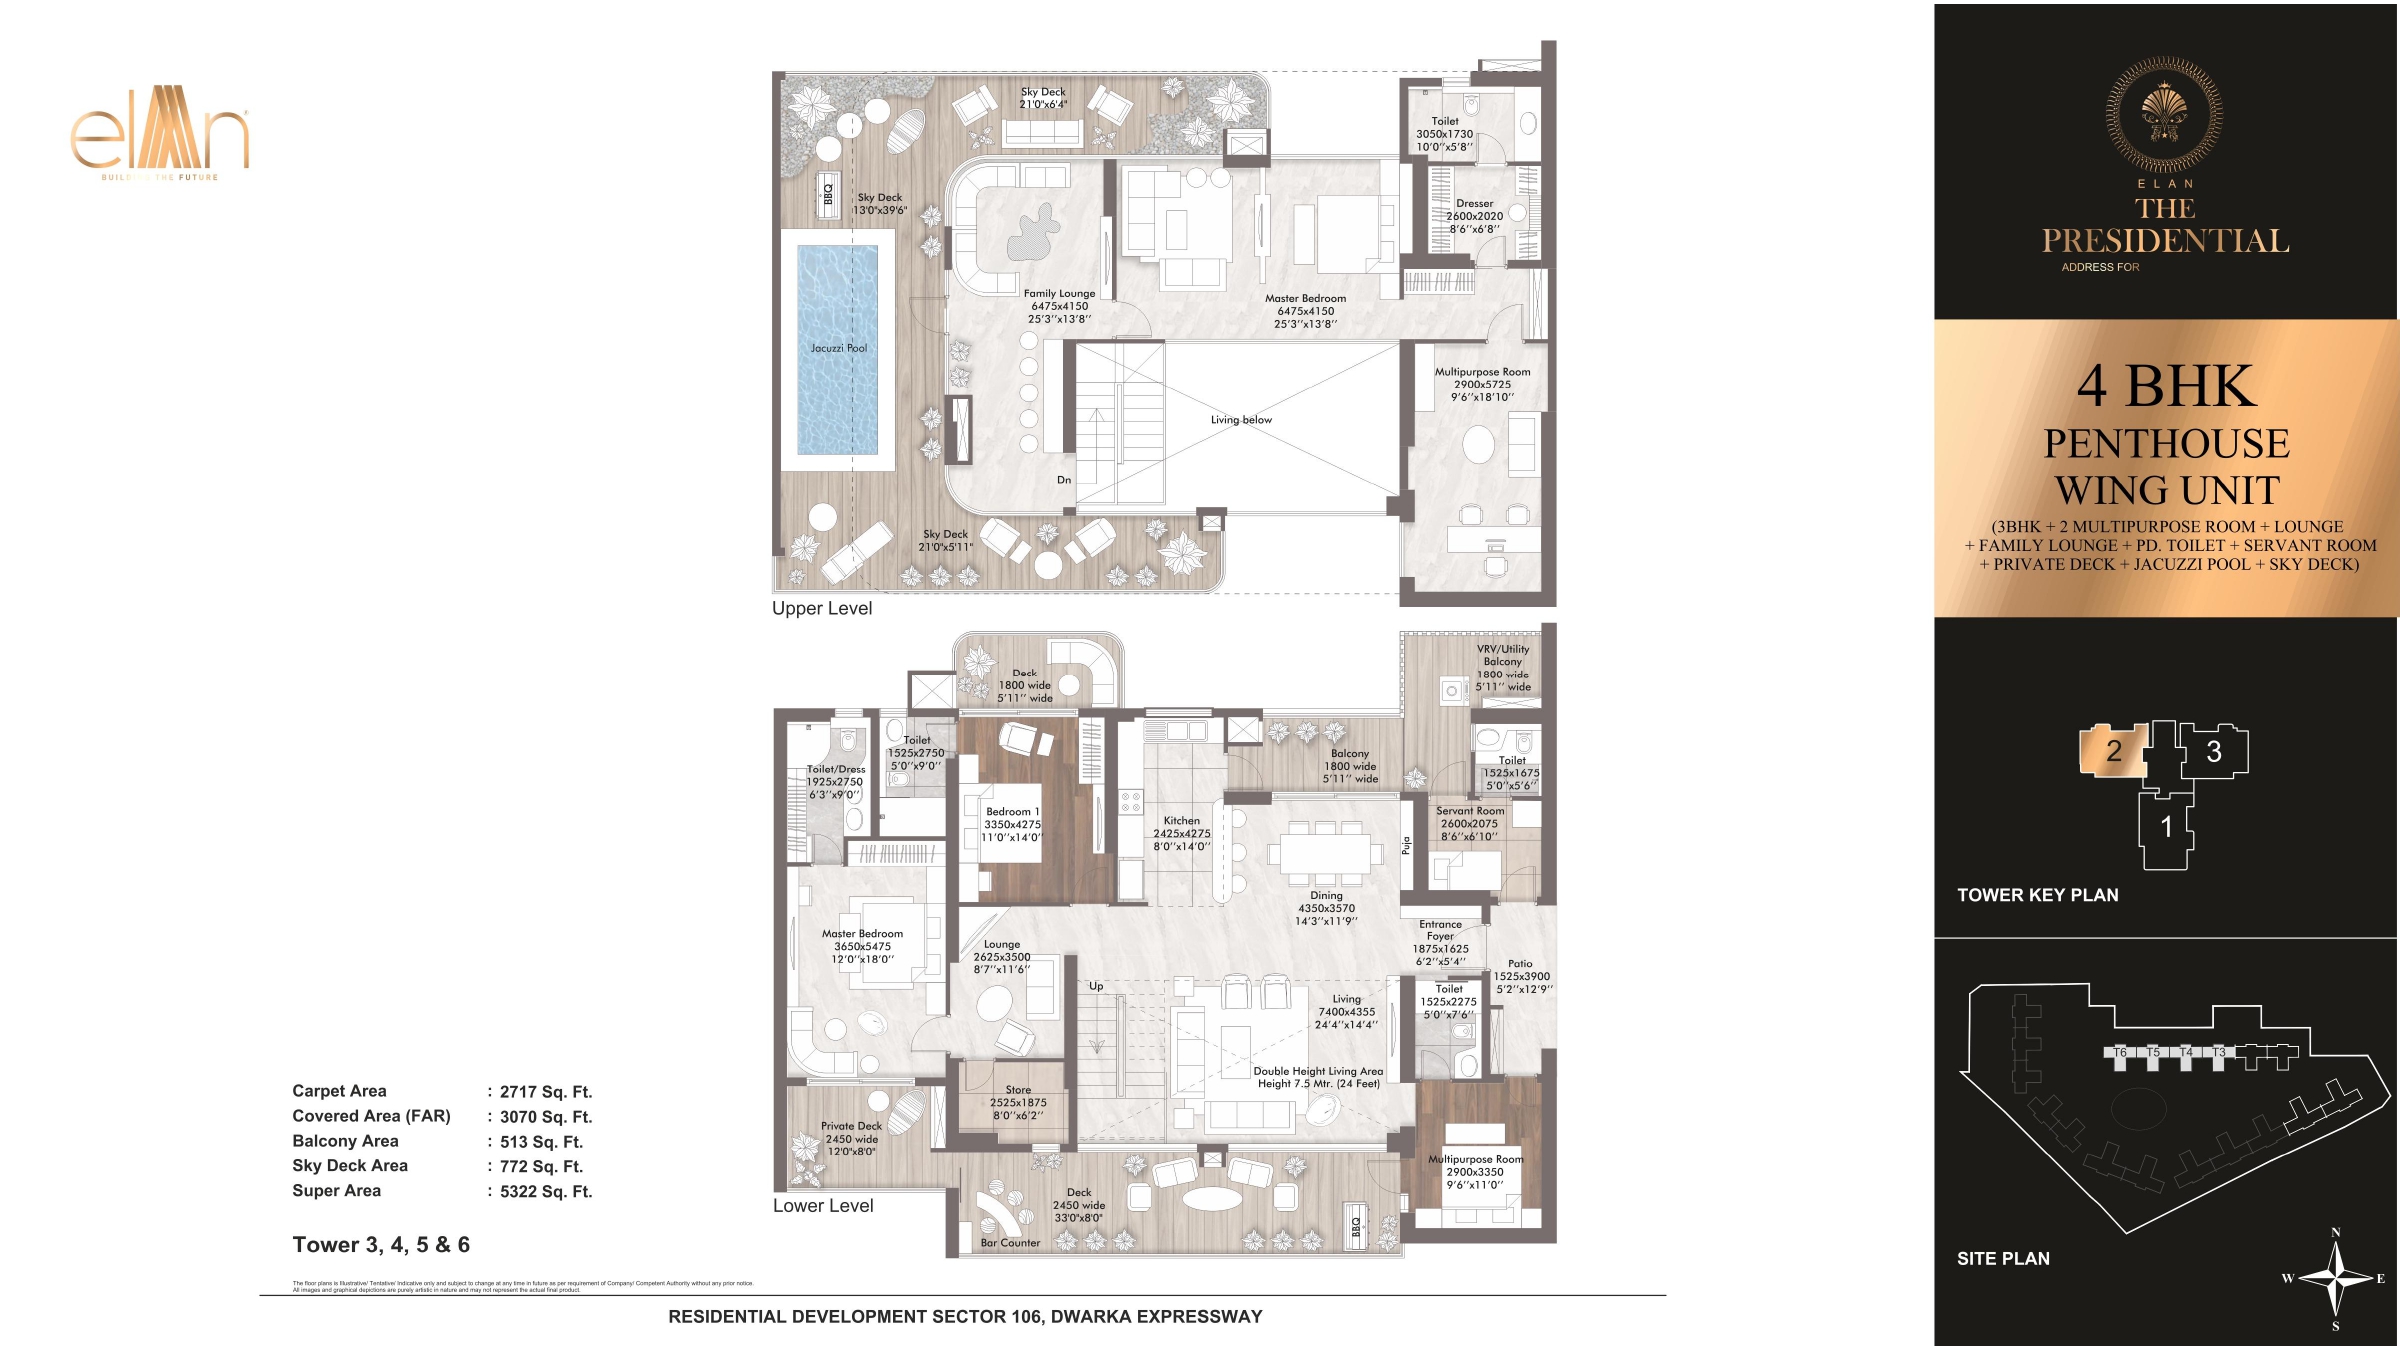 elan
BUILDING THE FUTURE
Sky Deck
21'0"x6'4"
Toilet
3050x1730
10'0''x5'8''
BBQ
Sky Deck
13'0"x39'6"
Dresser
2600x2020
8'6''x6'8''
Family Lounge
6475x4150
25'3''x13'8''
Master Bedroom
6475x4150
25'3''x13'8''
Jacuzzi Pool
Multipurpose Room
2900x5725
9'6''x18'10''
Living below
Dn
Sky Deck
21'0"x5'11"
Upper Level
Deck
1800 wide
5'11'' wide
VRV/Utility
Balcony
1800 wide
5'11'' wide
Toilet
1525x2750
5'0''x9'0''
Toilet/Dress
1925x2750
6'3''x9'0''
Balcony
1800 wide
5'11'' wide
Toilet
1525x1675
5'0''x5'6''
Bedroom 1
3350x4275
11'0''x14'0''
Kitchen
2425x4275
8'0''x14'0''
Puja
Servant Room
2600x2075
8'6''x6'10''
Dining
4350x3570
14'3''x11'9''
Master Bedroom
3650x5475
12'0''x18'0''
Lounge
2625x3500
8'7''x11'6''
Entrance
Foyer
1875x1625
6'2''x5'4''
Patio
1525x3900
5'2''x12'9''
Up
Living
7400x4355
24'4''x14'4''
Toilet
1525x2275
5'0''x7'6''
Double Height Living Area
Height 7.5 Mtr. (24 Feet)
Store
2525x1875
8'0''x6'2''
Private Deck
2450 wide
12'0"x8'0"
Multipurpose Room
2900x3350
9'6''x11'0''
Deck
2450 wide
33'0"x8'0"
Bar Counter
BBQ
Lower Level
Carpet Area : 2717 Sq. Ft.
Covered Area (FAR) : 3070 Sq. Ft.
Balcony Area : 513 Sq. Ft.
Sky Deck Area : 772 Sq. Ft.
Super Area : 5322 Sq. Ft.
Tower 3, 4, 5 & 6
The floor plans is Illustrative/ Tentative/ Indicative only and subject to change at any time in future as per requirement of Company/ Competent Authority without any prior notice.
All images and graphical depictions are purely artistic in nature and may not represent the actual final product.
RESIDENTIAL DEVELOPMENT SECTOR 106, DWARKA EXPRESSWAY
ELAN
THE
PRESIDENTIAL
ADDRESS FOR
4 BHK
PENTHOUSE
WING UNIT
(3BHK + 2 MULTIPURPOSE ROOM + LOUNGE
+ FAMILY LOUNGE + PD. TOILET + SERVANT ROOM
+ PRIVATE DECK + JACUZZI POOL + SKY DECK)
2
3
1
TOWER KEY PLAN
T6 T5 T4 T3
SITE PLAN
N
W E
S